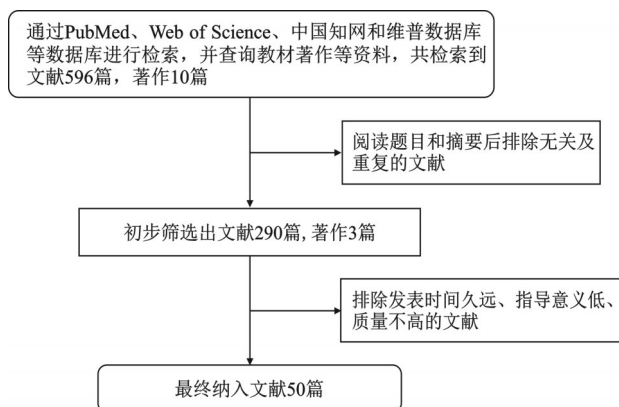 通过PubMed、Web of Science、中国知网和维普数据库
等数据库进行检索，并查询教材著作等资料，共检索到
文献596篇，著作10篇
阅读题目和摘要后排除无关及
重复的文献
初步筛选出文献290篇,著作3篇
排除发表时间久远、指导意义低、
质量不高的文献
最终纳入文献50篇